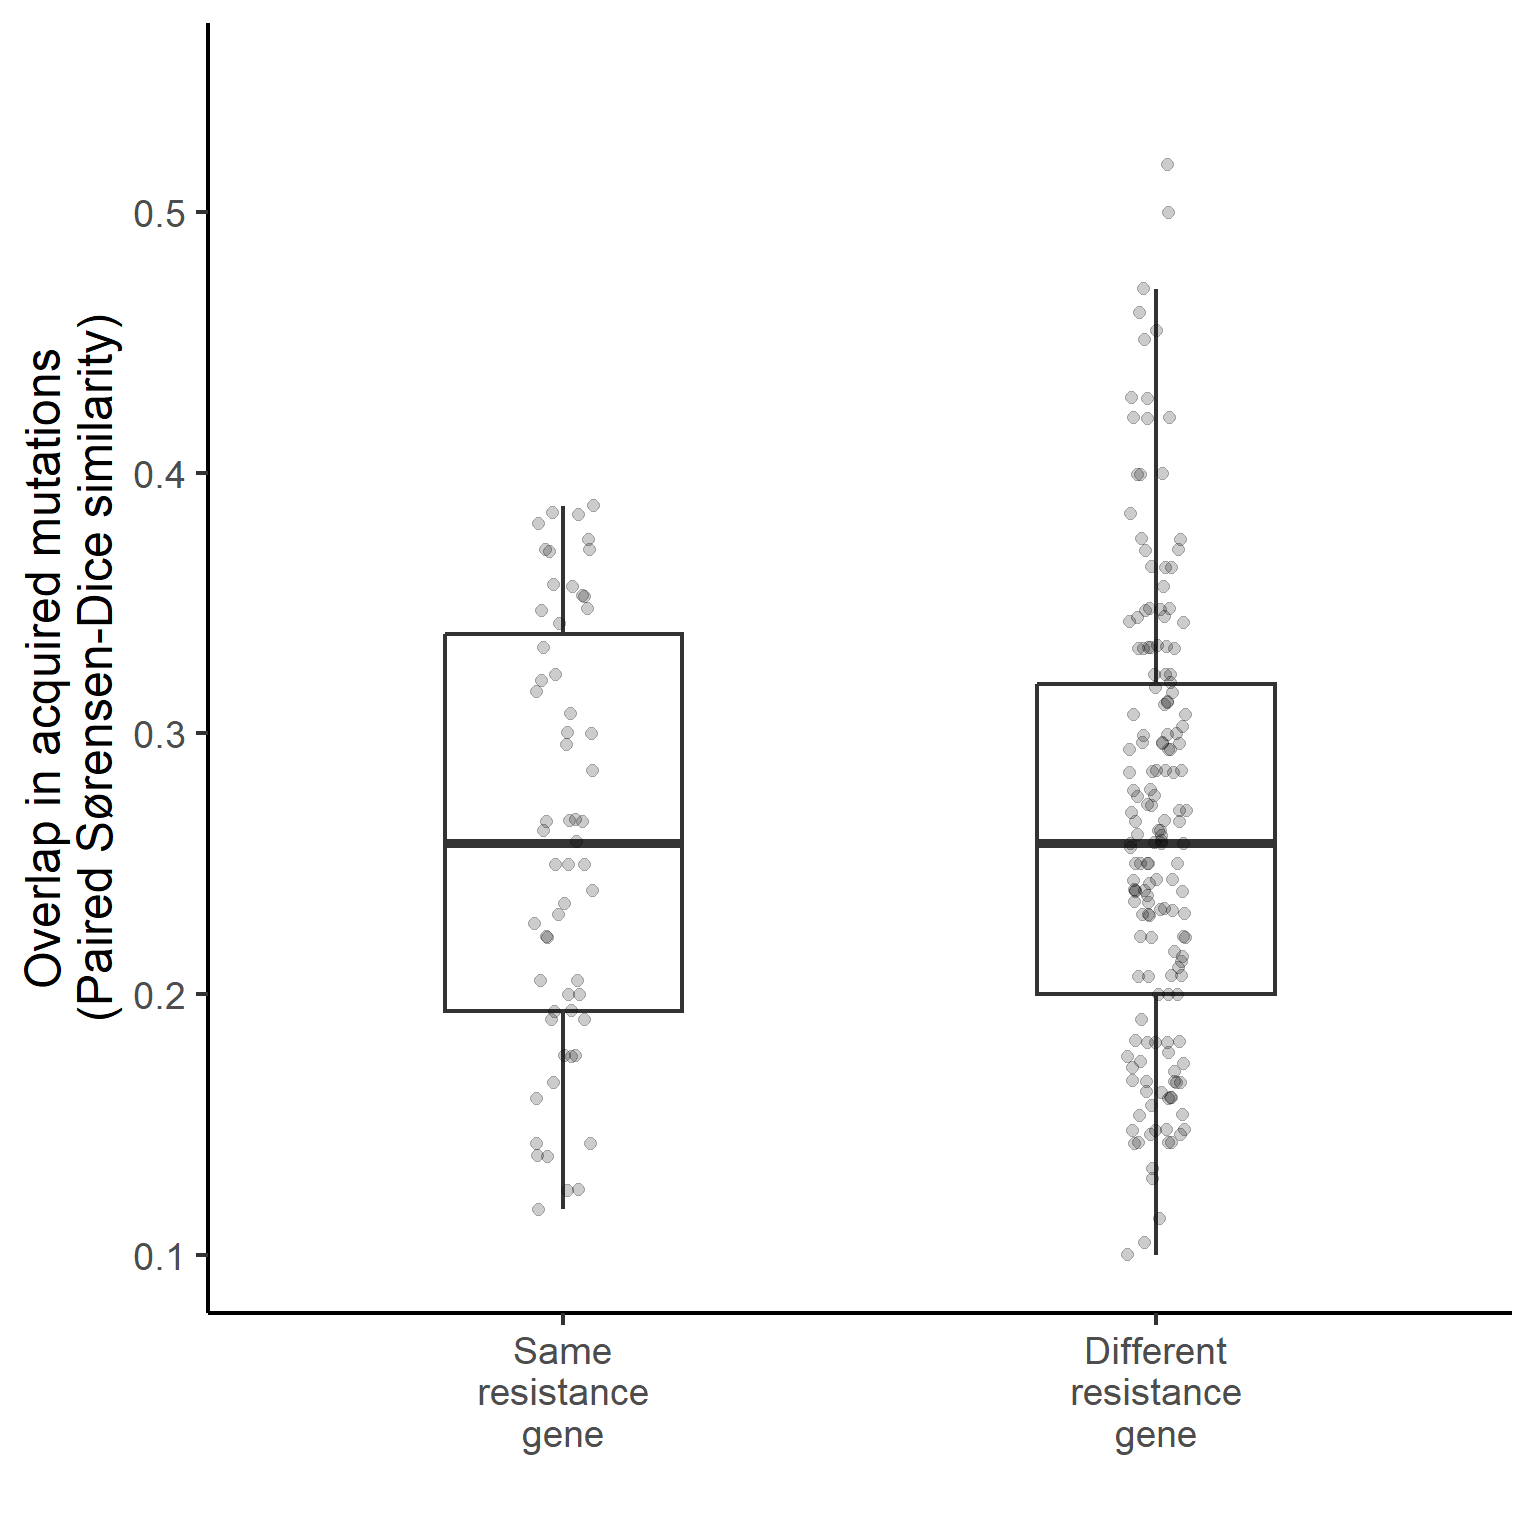 Overlap in acquired mutations
(Paired Sørensen-Dice similarity)
0.5
0.4
0.3
0.2
0.1
Same
resistance
gene
Different
resistance
gene